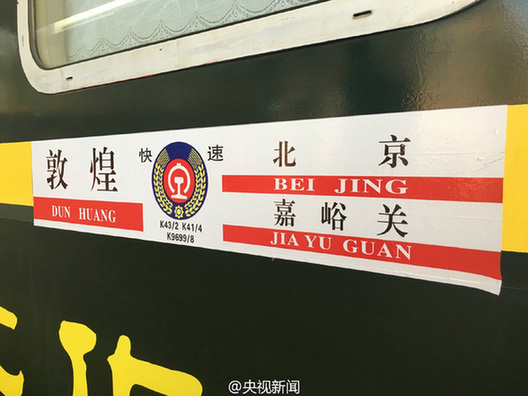 敦煌
DUN HUANG
快速
K43/2 K41/4
K9699/8
北京
BEI JING
嘉峪关
JIA YU GUAN
@央视新闻